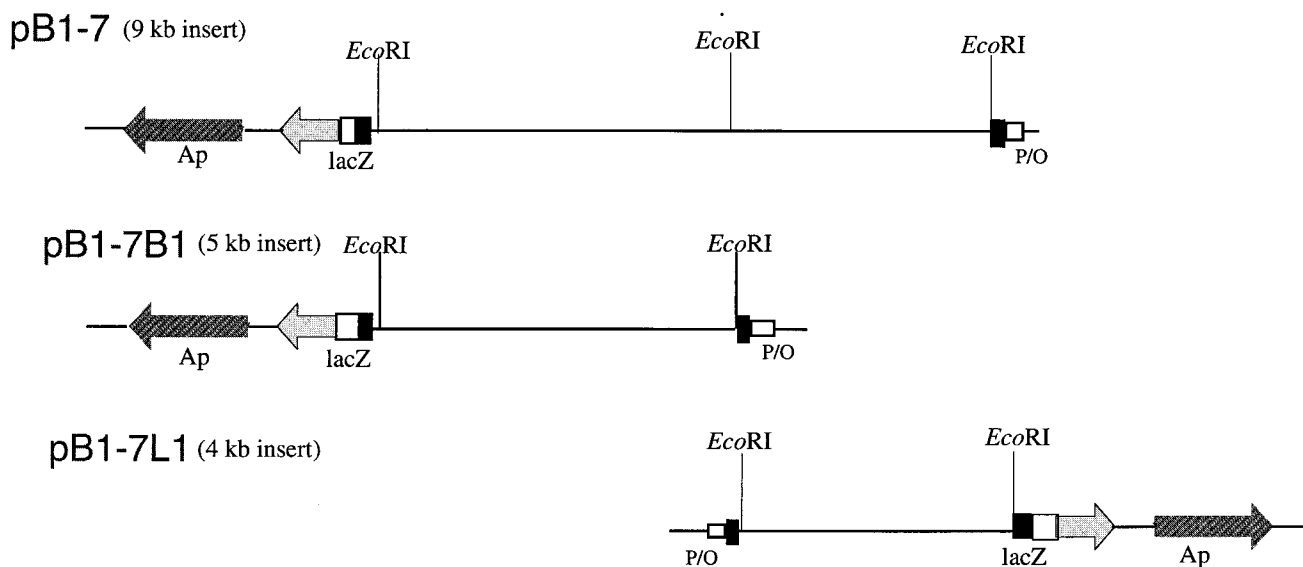 pB1-7 (9 kb insert)
EcoRI EcoRI EcoRI
Ap lacZ P/O
pB1-7B1 (5 kb insert) EcoRI EcoRI
Ap lacZ P/O
pB1-7L1 (4 kb insert) EcoRI EcoRI
P/O lacZ Ap